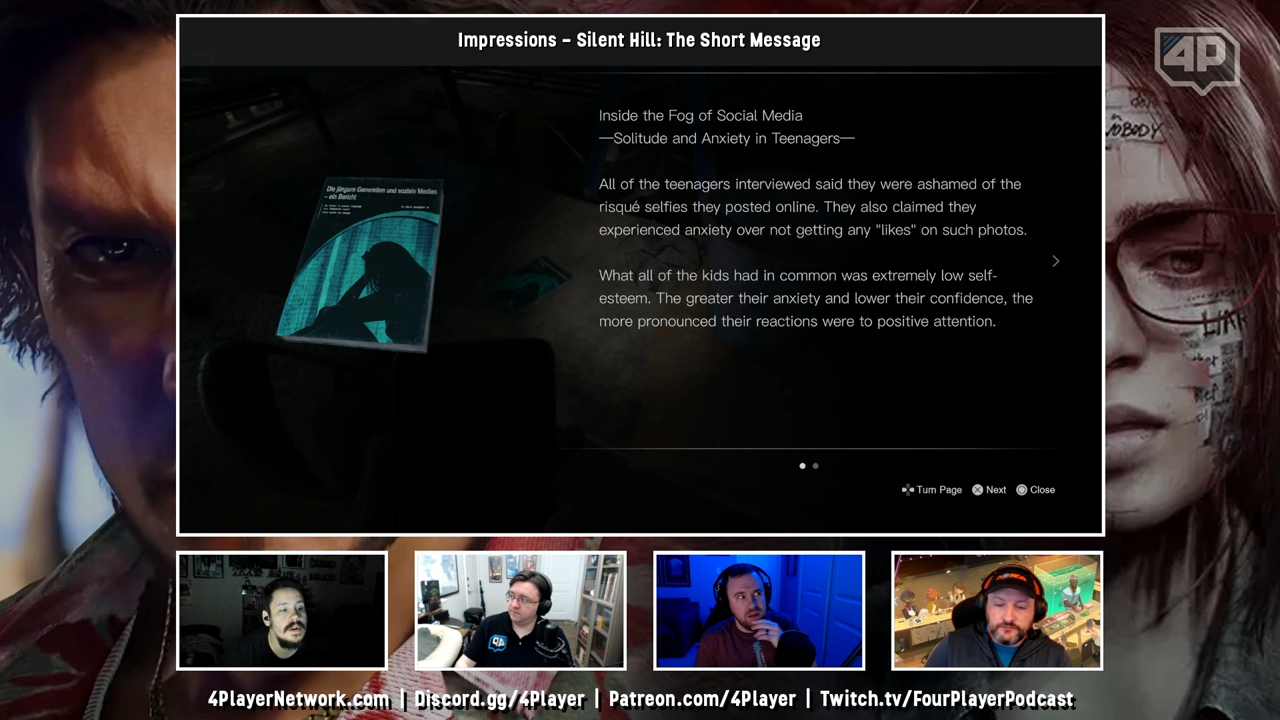 Impressions - Silent Hill: The Short Message
4P
Inside the Fog of Social Media
—Solitude and Anxiety in Teenagers—
All of the teenagers interviewed said they were ashamed of the
risqué selfies they posted online. They also claimed they
experienced anxiety over not getting any "likes" on such photos.
What all of the kids had in common was extremely low self-
esteem. The greater their anxiety and lower their confidence, the
more pronounced their reactions were to positive attention.
Die jüngere Generation und soziale Medien
– ein Bericht
Turn Page
Next
Close
NOBODY
LIAR
4P
4PlayerNetwork.com | Discord.gg/4Player | Patreon.com/4Player | Twitch.tv/FourPlayerPodcast